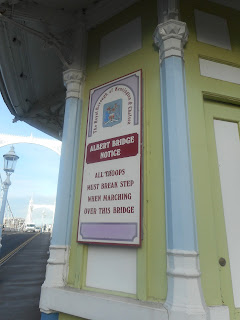 The Royal Borough of Kensington & Chelsea
ALBERT BRIDGE
NOTICE
ALL TROOPS
MUST BREAK STEP
WHEN MARCHING
OVER THIS BRIDGE